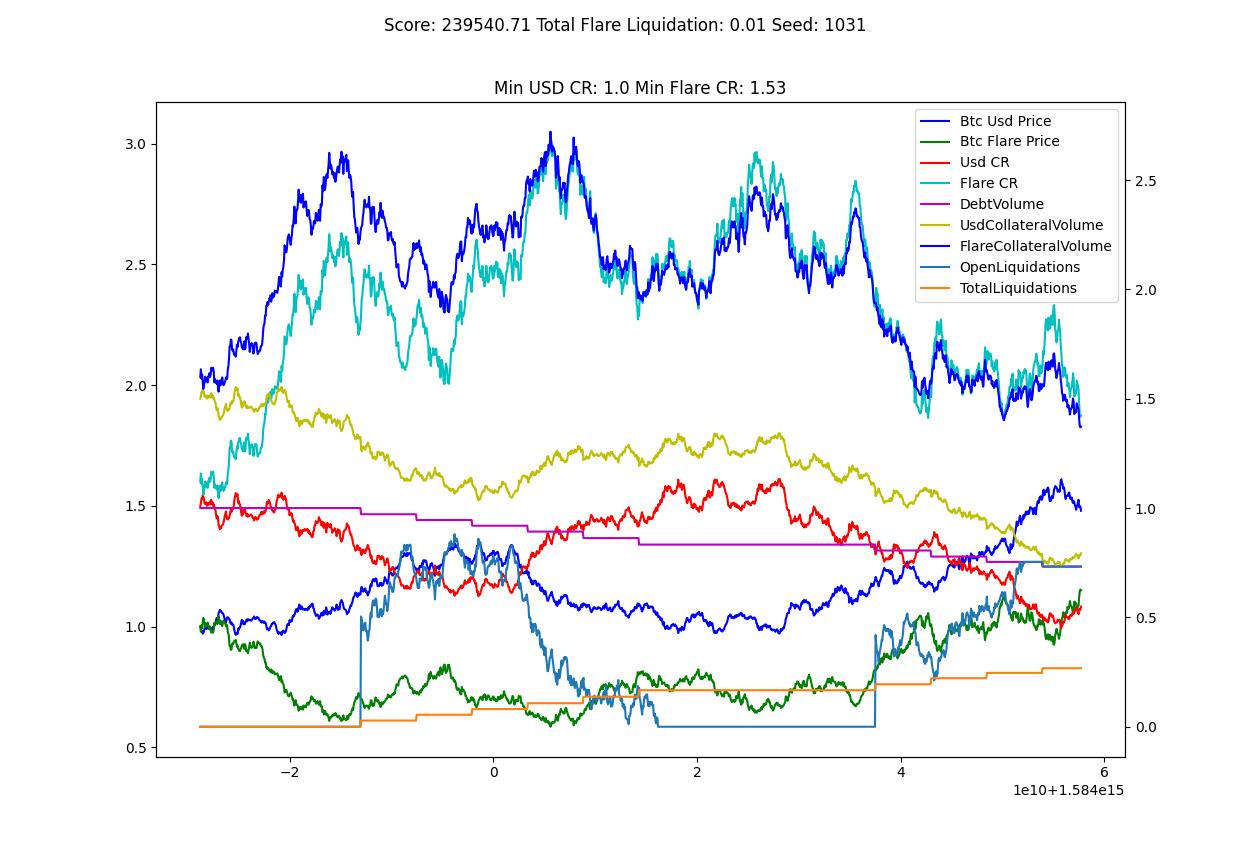 Score: 239540.71 Total Flare Liquidation: 0.01 Seed: 1031
Min USD CR: 1.0 Min Flare CR: 1.53
Btc Usd Price
Btc Flare Price
Usd CR
Flare CR
DebtVolume
UsdCollateralVolume
FlareCollateralVolume
OpenLiquidations
TotalLiquidations
3.0
2.5
2.0
1.5
1.0
0.5
2.5
2.0
1.5
1.0
0.5
0.0
−2
0
2
4
6
1e10+1.584e15